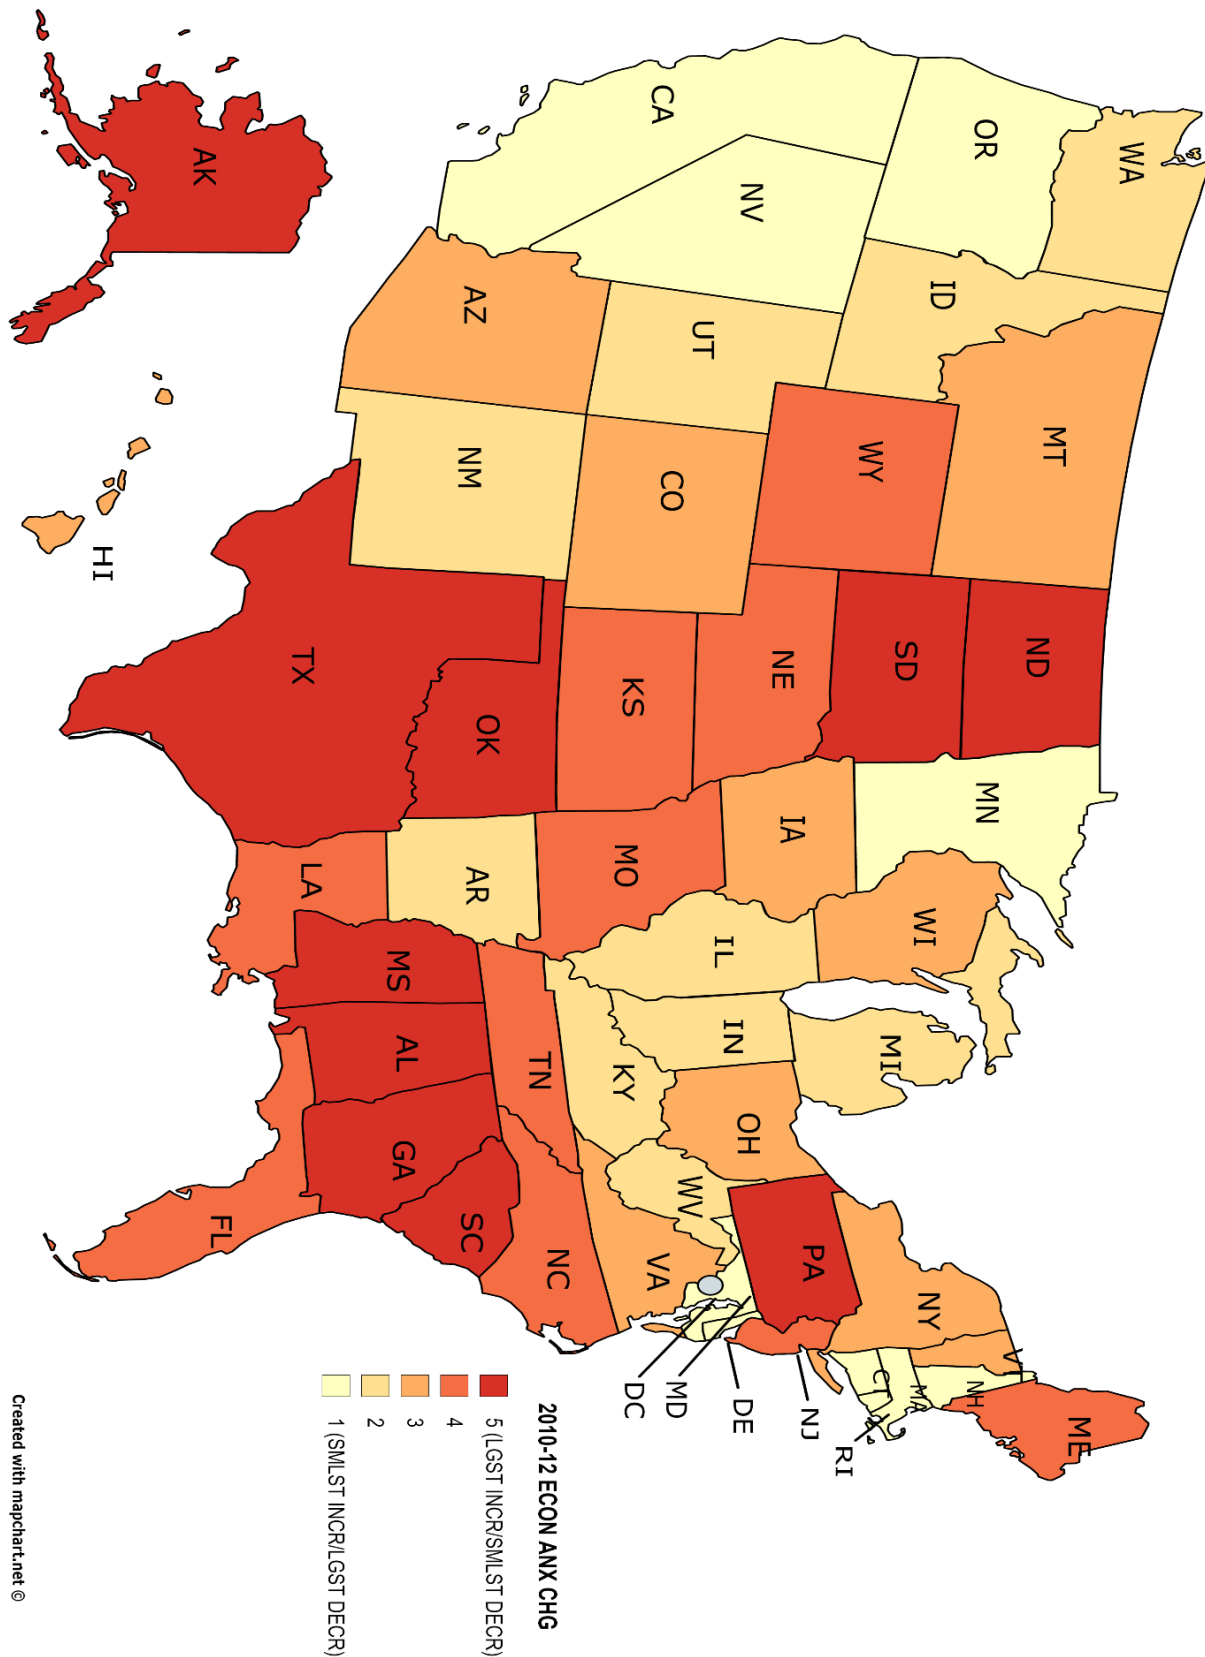 WA
OR
CA
NV
ID
MT
WY
UT
AZ
CO
NM
ND
SD
NE
KS
OK
TX
MN
IA
MO
AR
LA
WI
IL
MI
IN
KY
TN
MS
AL
OH
WV
VA
NC
SC
GA
FL
PA
NY
VT
NH
ME
MA
CT
RI
NJ
DE
MD
DC
AK
HI
2010-12 ECON ANX CHG
5 (LGST INCR/SMLST DECR)
4
3
2
1 (SMLST INCR/LGST DECR)
Created with mapchart.net ©